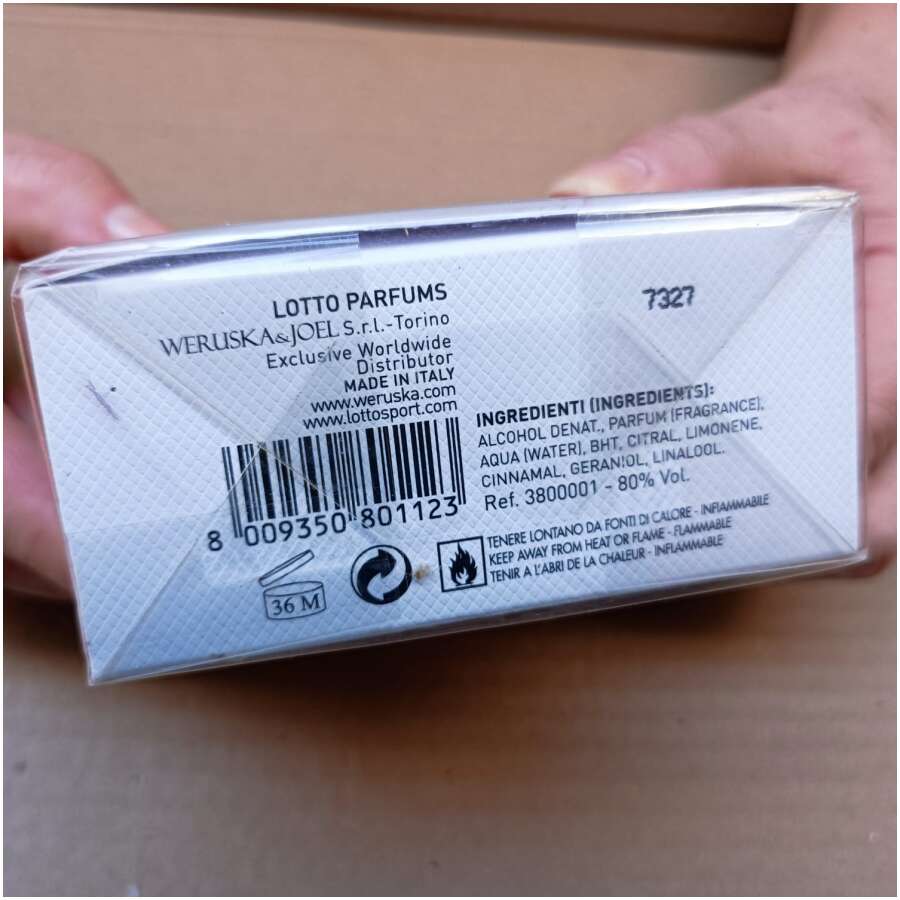 LOTTO PARFUMS
WERUSKA&JOEL S.r.l.-Torino
Exclusive Worldwide
Distributor
MADE IN ITALY
www.weruska.com
www.lottosport.com
8 009350 801123
36 M
7327
INGREDIENTI (INGREDIENTS):
ALCOHOL DENAT., PARFUM (FRAGRANCE),
AQUA (WATER), BHT, CITRAL, LIMONENE,
CINNAMAL, GERANIOL, LINALOOL.
Ref. 3800001 - 80% Vol.
TENERE LONTANO DA FONTI DI CALORE - INFIAMMABILE
KEEP AWAY FROM HEAT OR FLAME - FLAMMABLE
TENIR A L'ABRI DE LA CHALEUR - INFLAMMABLE